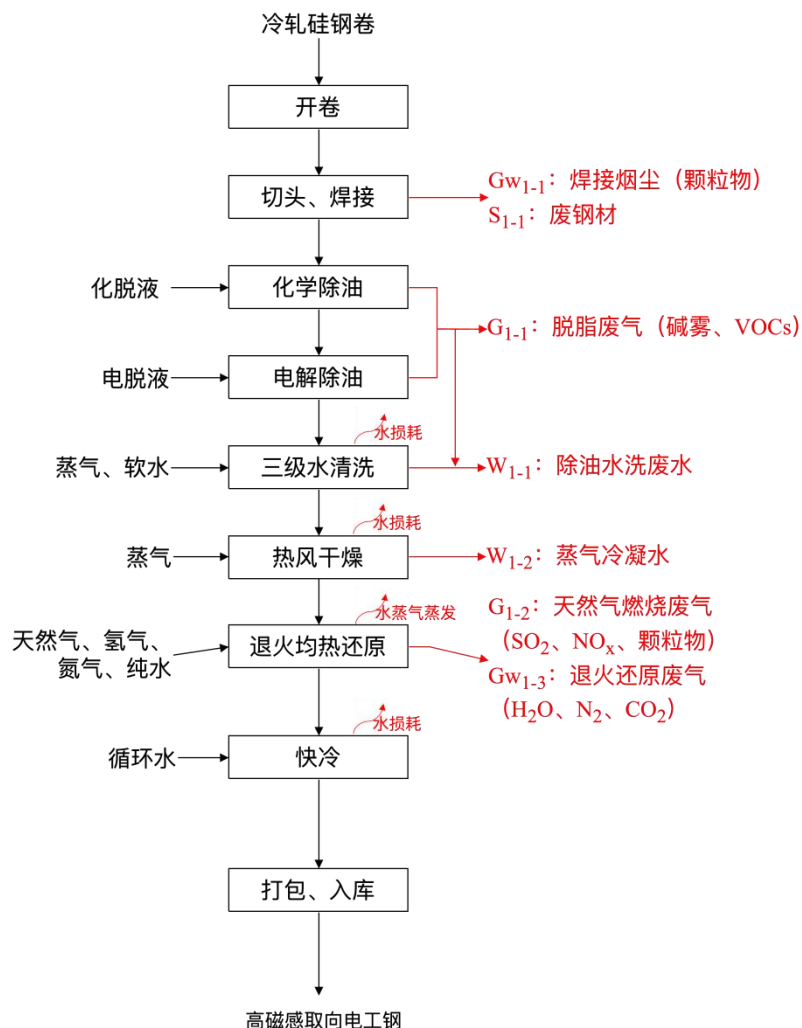 冷轧硅钢卷
开卷
切头、焊接
Gw1-1：焊接烟尘（颗粒物）
S1-1：废钢材
化脱液
化学除油
G1-1：脱脂废气（碱雾、VOCs）
电脱液
电解除油
水损耗
蒸气、软水
三级水清洗
W1-1：除油水洗废水
水损耗
蒸气
热风干燥
W1-2：蒸气冷凝水
水蒸气蒸发
天然气、氢气、
氮气、纯水
退火均热还原
G1-2：天然气燃烧废气
（SO2、NOx、颗粒物）
Gw1-3：退火还原废气
（H2O、N2、CO2）
水损耗
循环水
快冷
打包、入库
高磁感取向电工钢